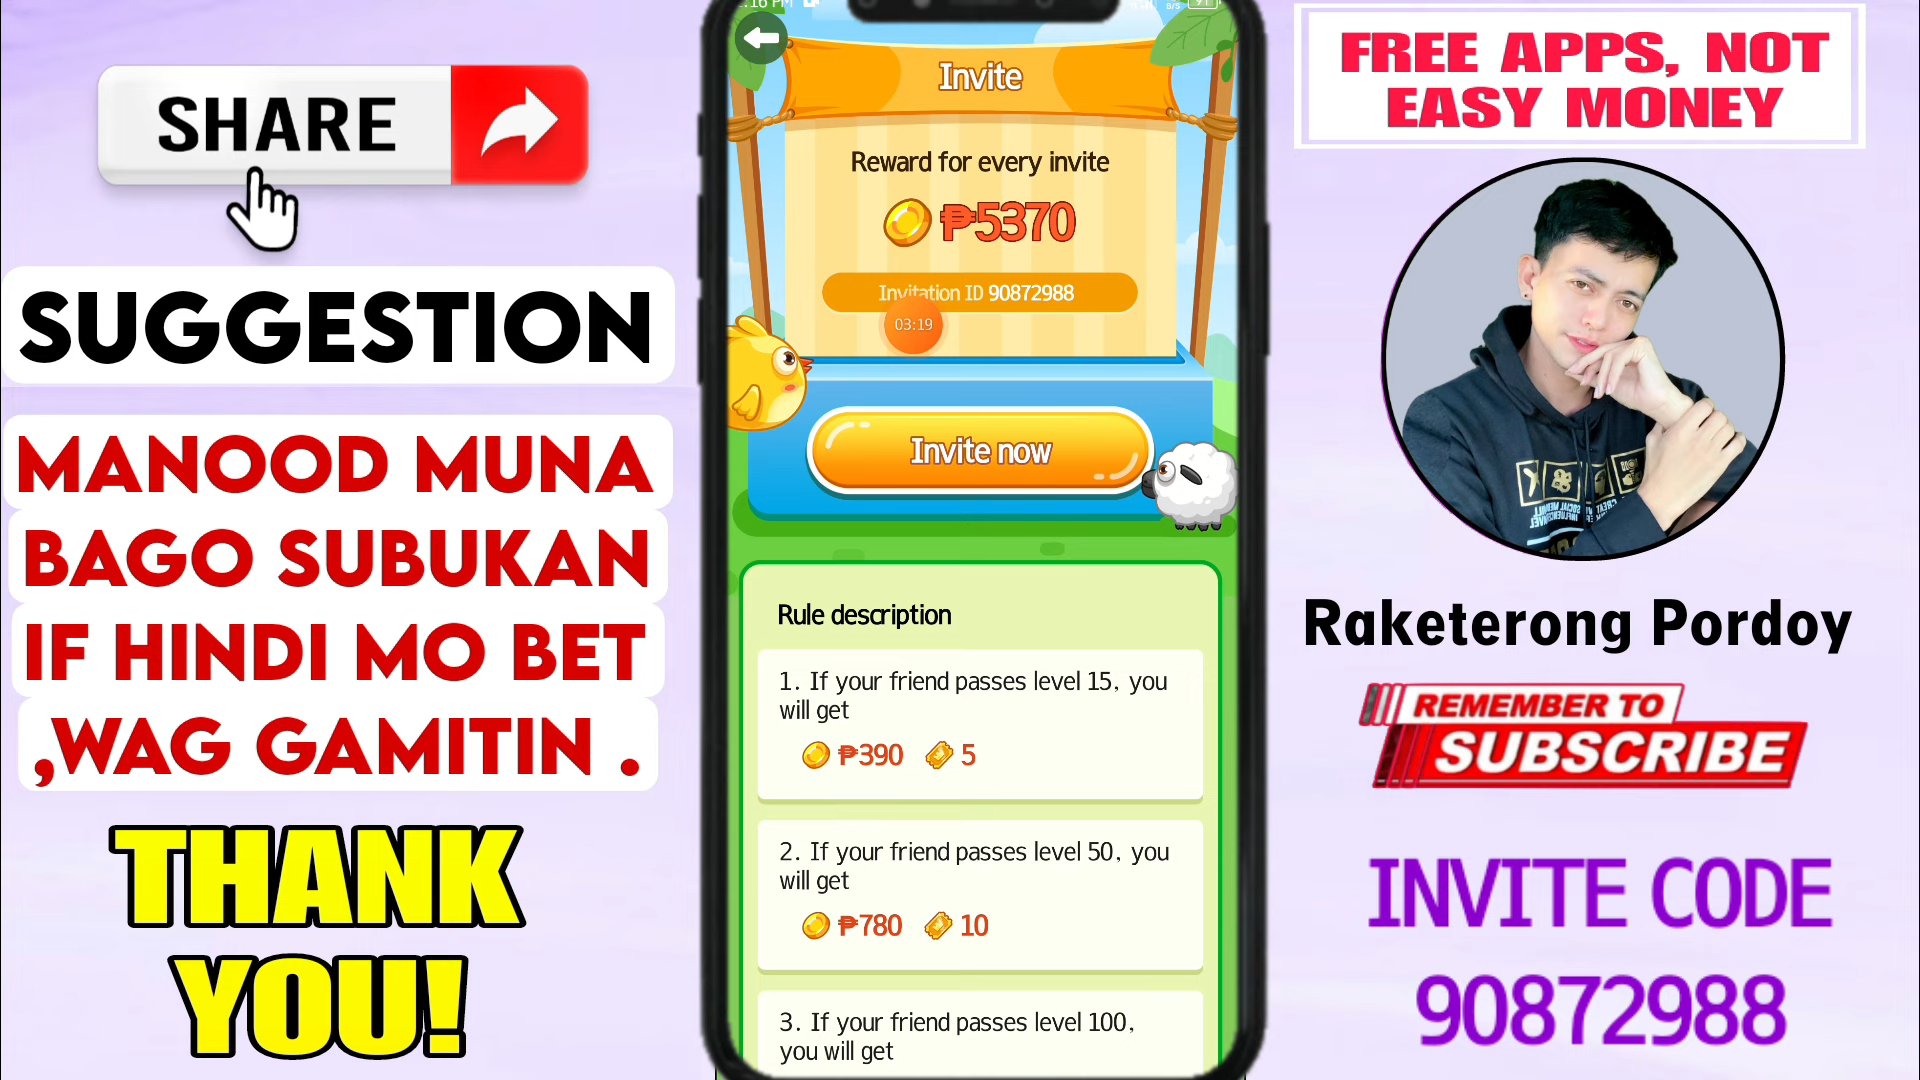 SHARE
SUGGESTION
MANOOD MUNA
BAGO SUBUKAN
IF HINDI MO BET
,WAG GAMITIN .
THANK
YOU!
:16 PM
91
Invite
Reward for every invite
₱5370
Invitation ID 90872988
03:19
Invite now
Rule description
1. If your friend passes level 15, you
will get
₱390 5
2. If your friend passes level 50, you
will get
₱780 10
3. If your friend passes level 100,
you will get
FREE APPS, NOT
EASY MONEY
Raketerong Pordoy
REMEMBER TO
SUBSCRIBE
INVITE CODE
90872988